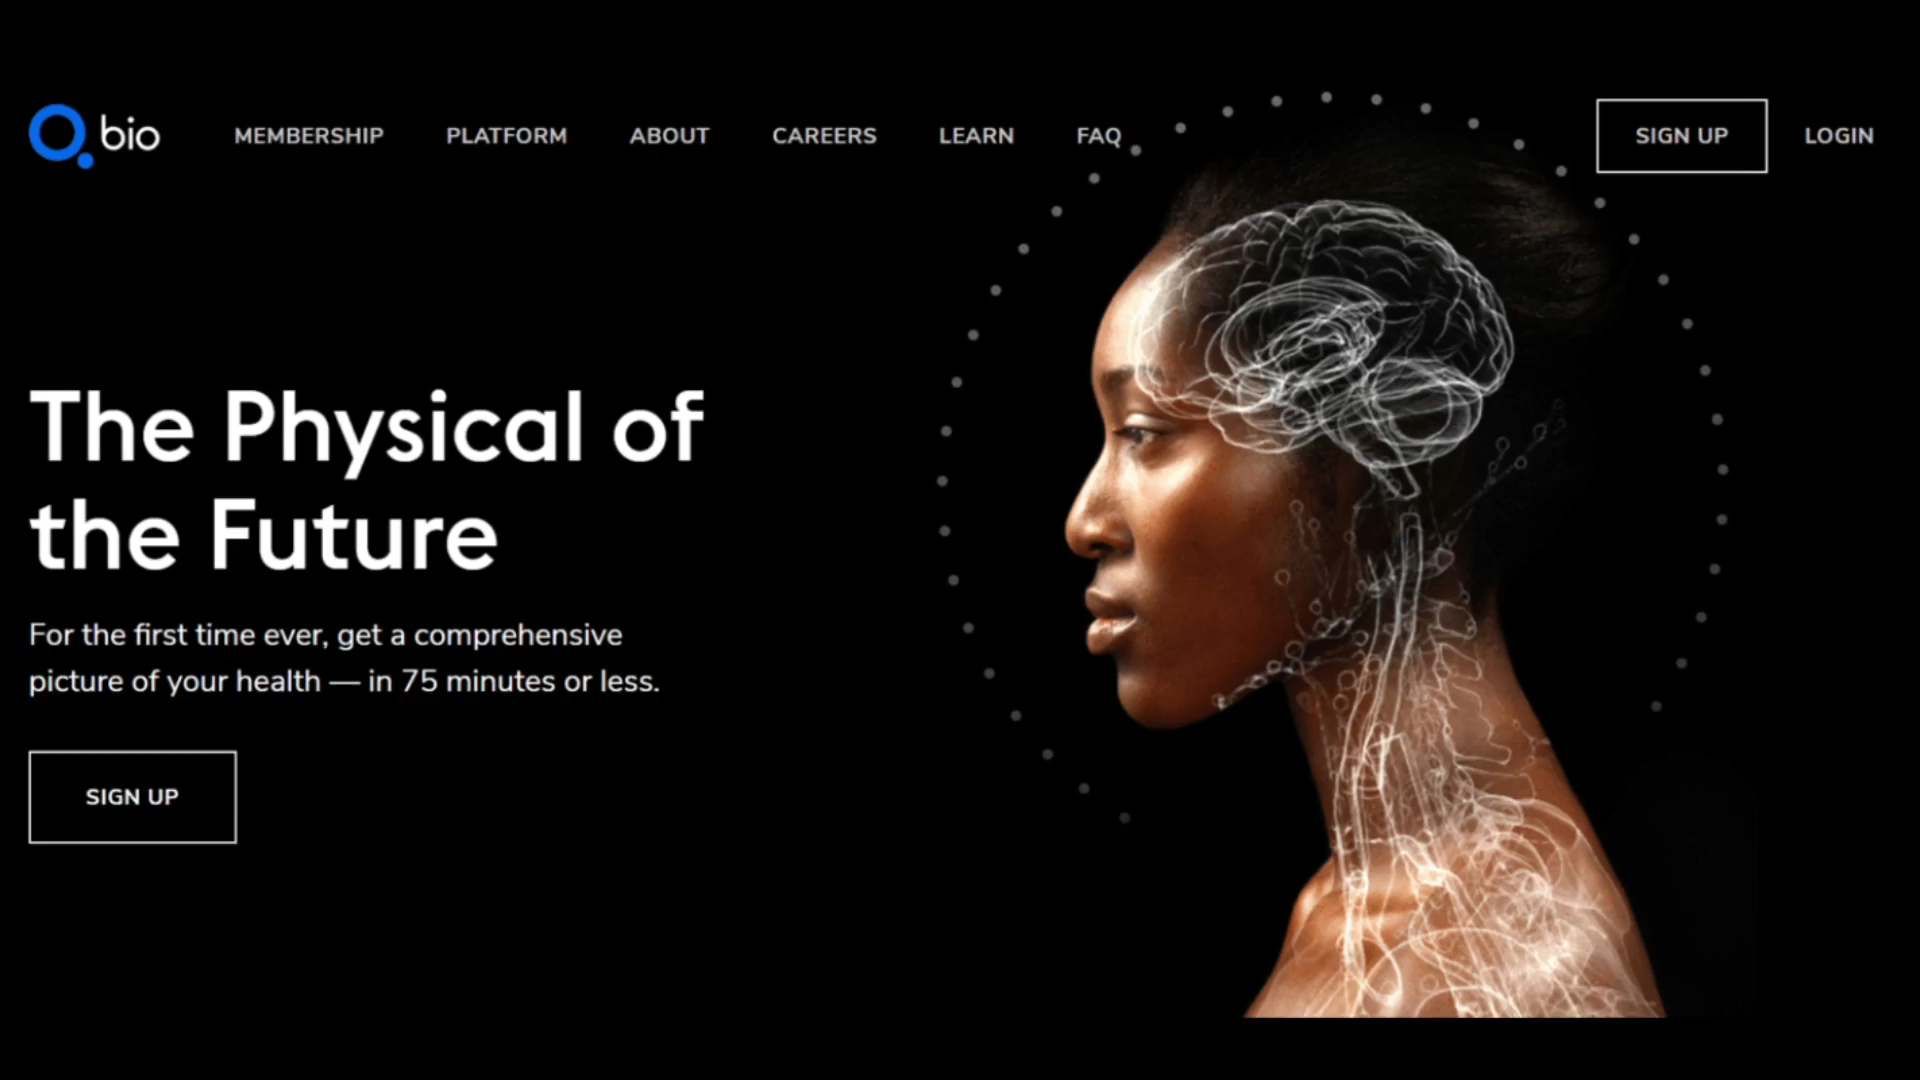 Q bio
MEMBERSHIP
PLATFORM
ABOUT
CAREERS
LEARN
FAQ
SIGN UP
LOGIN
The Physical of
the Future
For the first time ever, get a comprehensive
picture of your health — in 75 minutes or less.
SIGN UP